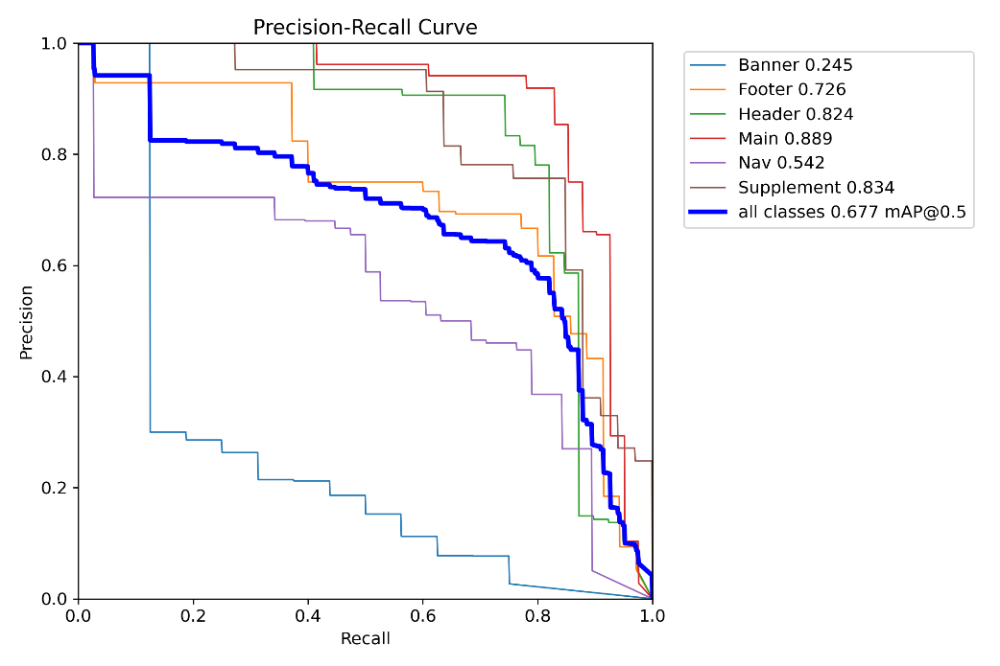 Precision-Recall Curve
1.0
0.8
0.6
0.4
0.2
0.0
Precision
0.0 0.2 0.4 0.6 0.8 1.0
Recall
Banner 0.245
Footer 0.726
Header 0.824
Main 0.889
Nav 0.542
Supplement 0.834
all classes 0.677 mAP@0.5